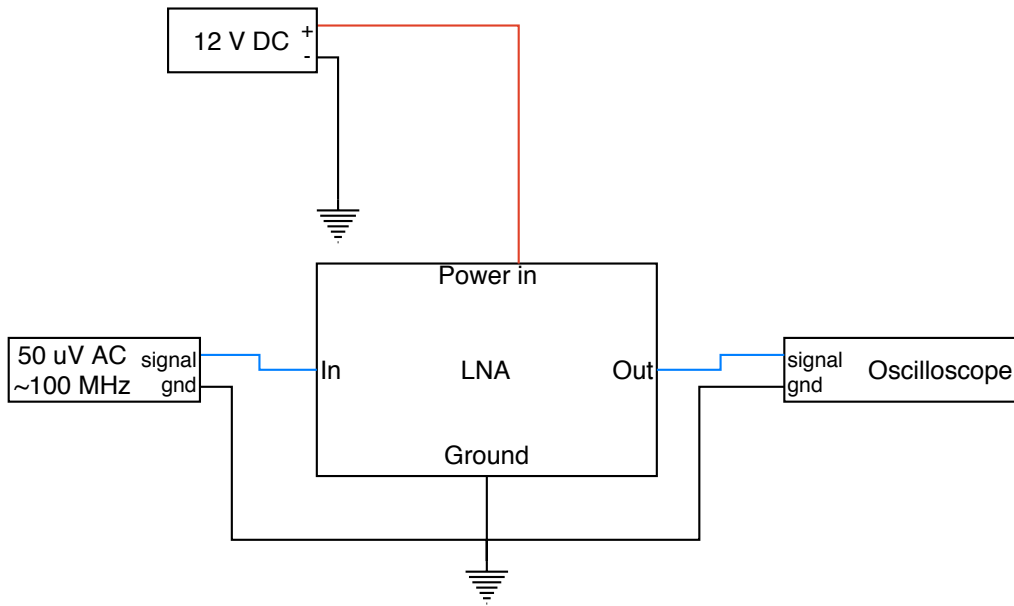 12 V DC
+
-
Power in
50 uV AC
~100 MHz
signal
gnd
In
LNA
Out
signal
gnd
Oscilloscope
Ground